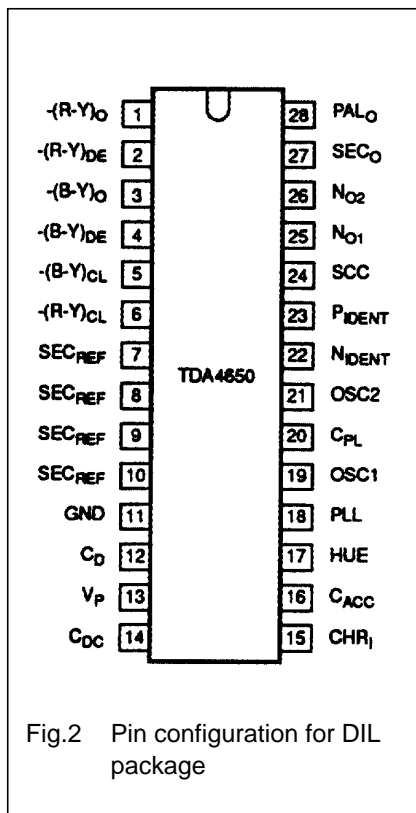 -(R-Y)O 1
-(R-Y)DE 2
-(B-Y)O 3
-(B-Y)DE 4
-(B-Y)CL 5
-(R-Y)CL 6
SECREF 7
SECREF 8
SECREF 9
SECREF 10
GND 11
CD 12
VP 13
CDC 14
TDA4650
28 PALO
27 SECO
26 NO2
25 NO1
24 SCC
23 PIDENT
22 NIDENT
21 OSC2
20 CPL
19 OSC1
18 PLL
17 HUE
16 CACC
15 CHRI
Fig.2 Pin configuration for DIL
package